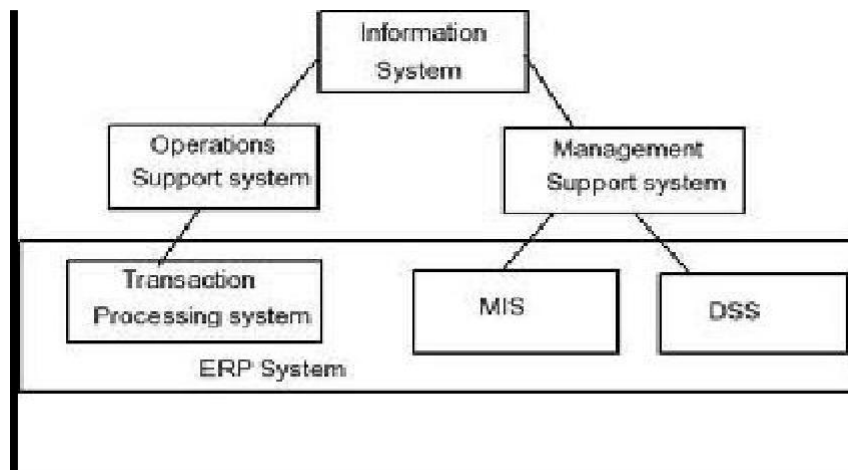 Information
System
Operations
Support system
Management
Support system
Transaction
Processing system
MIS
DSS
ERP System